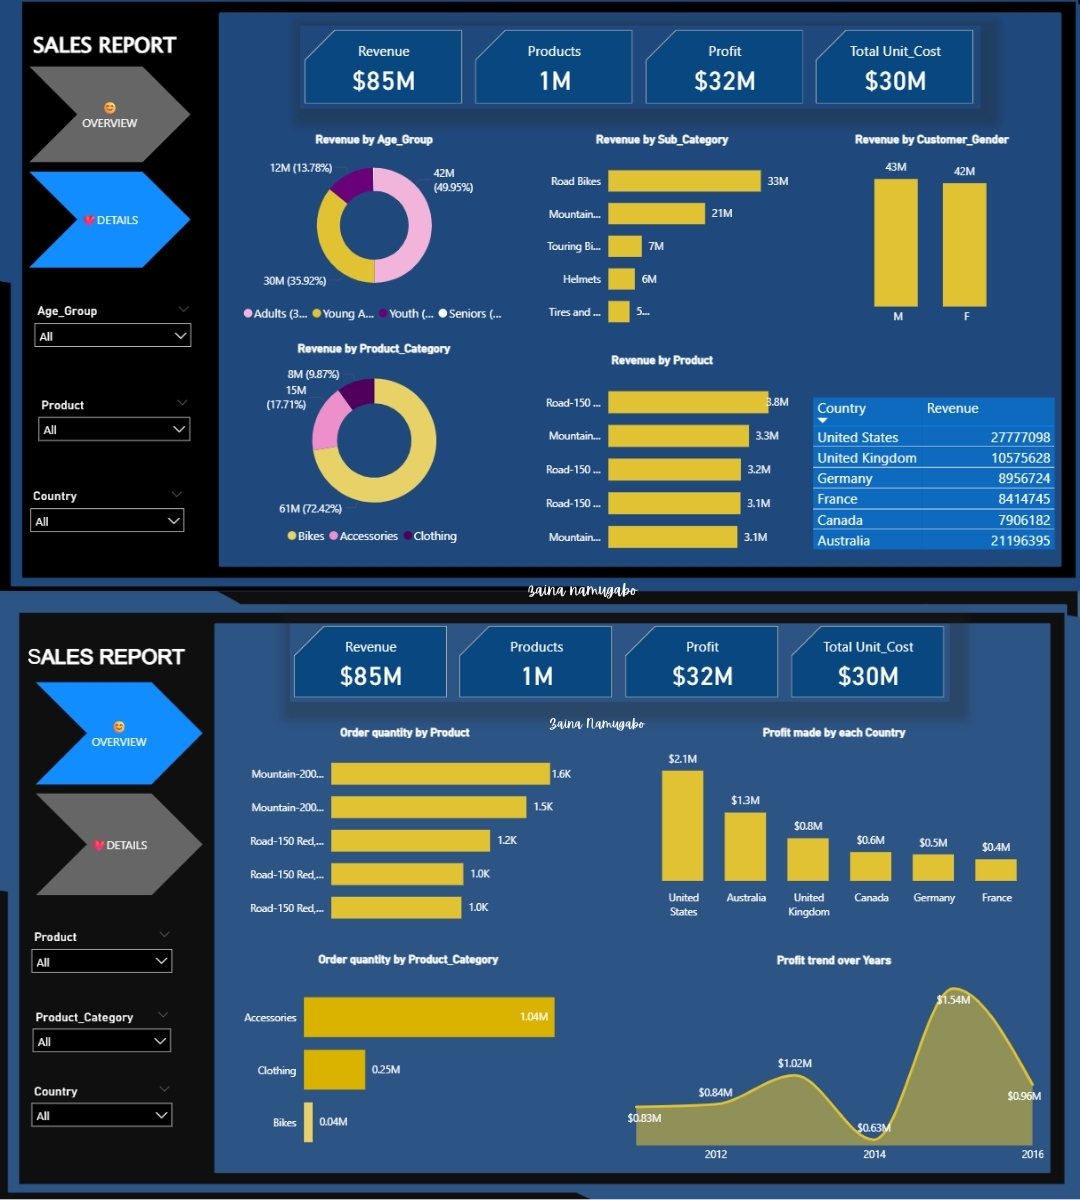 SALES REPORT
OVERVIEW
DETAILS
Age_Group
All
Product
All
Country
All
Revenue
$85M
Products
1M
Profit
$32M
Total Unit_Cost
$30M
Revenue by Age_Group
12M (13.78%)
42M
(49.95%)
30M (35.92%)
Adults (3... Young A... Youth (... Seniors (...
Revenue by Sub_Category
Road Bikes 33M
Mountain... 21M
Touring Bi... 7M
Helmets 6M
Tires and ... 5...
Revenue by Customer_Gender
43M 42M
M F
Revenue by Product_Category
8M (9.87%)
15M
(17.71%)
61M (72.42%)
Bikes Accessories Clothing
Revenue by Product
Road-150 ... 3.8M
Mountain... 3.3M
Road-150 ... 3.2M
Road-150 ... 3.1M
Mountain... 3.1M
Country Revenue
United States 27777098
United Kingdom 10575628
Germany 8956724
France 8414745
Canada 7906182
Australia 21196395
zaina namugabo
SALES REPORT
OVERVIEW
DETAILS
Product
All
Product_Category
All
Country
All
Revenue
$85M
Products
1M
Profit
$32M
Total Unit_Cost
$30M
Zaina Namugabo
Order quantity by Product
Mountain-200... 1.6K
Mountain-200... 1.5K
Road-150 Red,... 1.2K
Road-150 Red,... 1.0K
Road-150 Red,... 1.0K
Profit made by each Country
$2.1M $1.3M $0.8M $0.6M $0.5M $0.4M
United States Australia United Kingdom Canada Germany France
Order quantity by Product_Category
Accessories 1.04M
Clothing 0.25M
Bikes 0.04M
Profit trend over Years
$0.83M $0.84M $1.02M $0.63M $1.54M $0.96M
2012 2014 2016